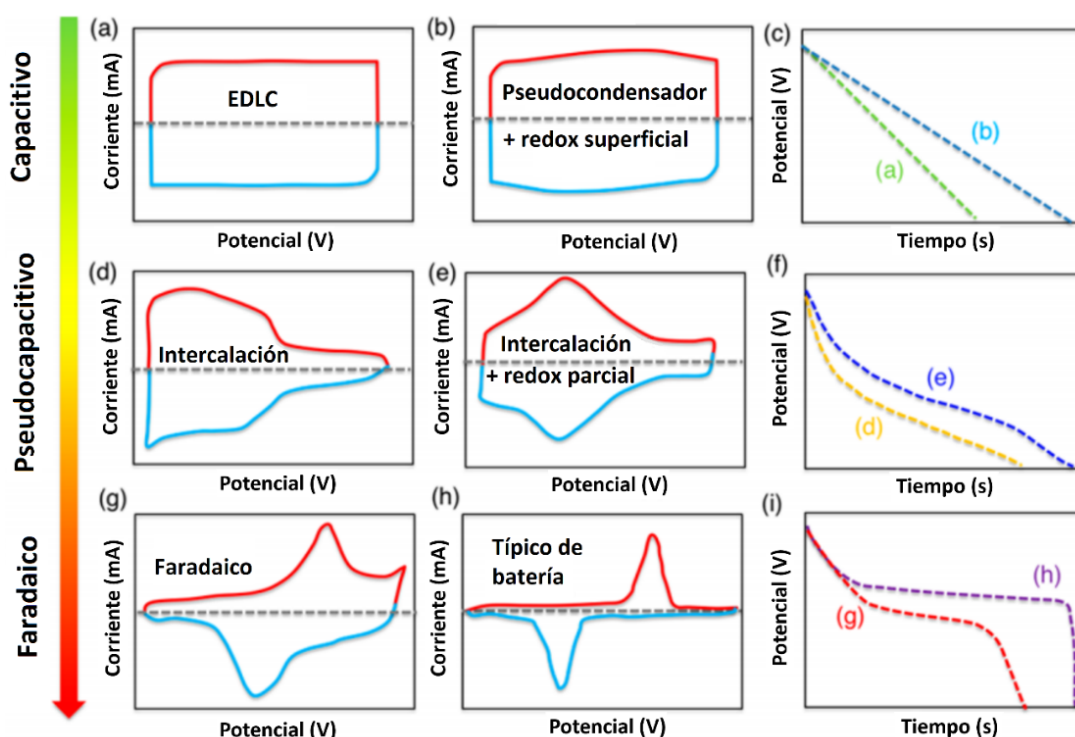 Capacitivo
Pseudocapacitivo
Faradaico
(a)
Corriente (mA)
EDLC
Potencial (V)
(b)
Corriente (mA)
Pseudocondensador
+ redox superficial
Potencial (V)
(c)
Potencial (V)
(b)
(a)
Tiempo (s)
(d)
Corriente (mA)
Intercalación
Potencial (V)
(e)
Corriente (mA)
Intercalación
+ redox parcial
Potencial (V)
(f)
Potencial (V)
(e)
(d)
Tiempo (s)
(g)
Corriente (mA)
Faradaico
Potencial (V)
(h)
Corriente (mA)
Típico de
batería
Potencial (V)
(i)
Potencial (V)
(h)
(g)
Tiempo (s)